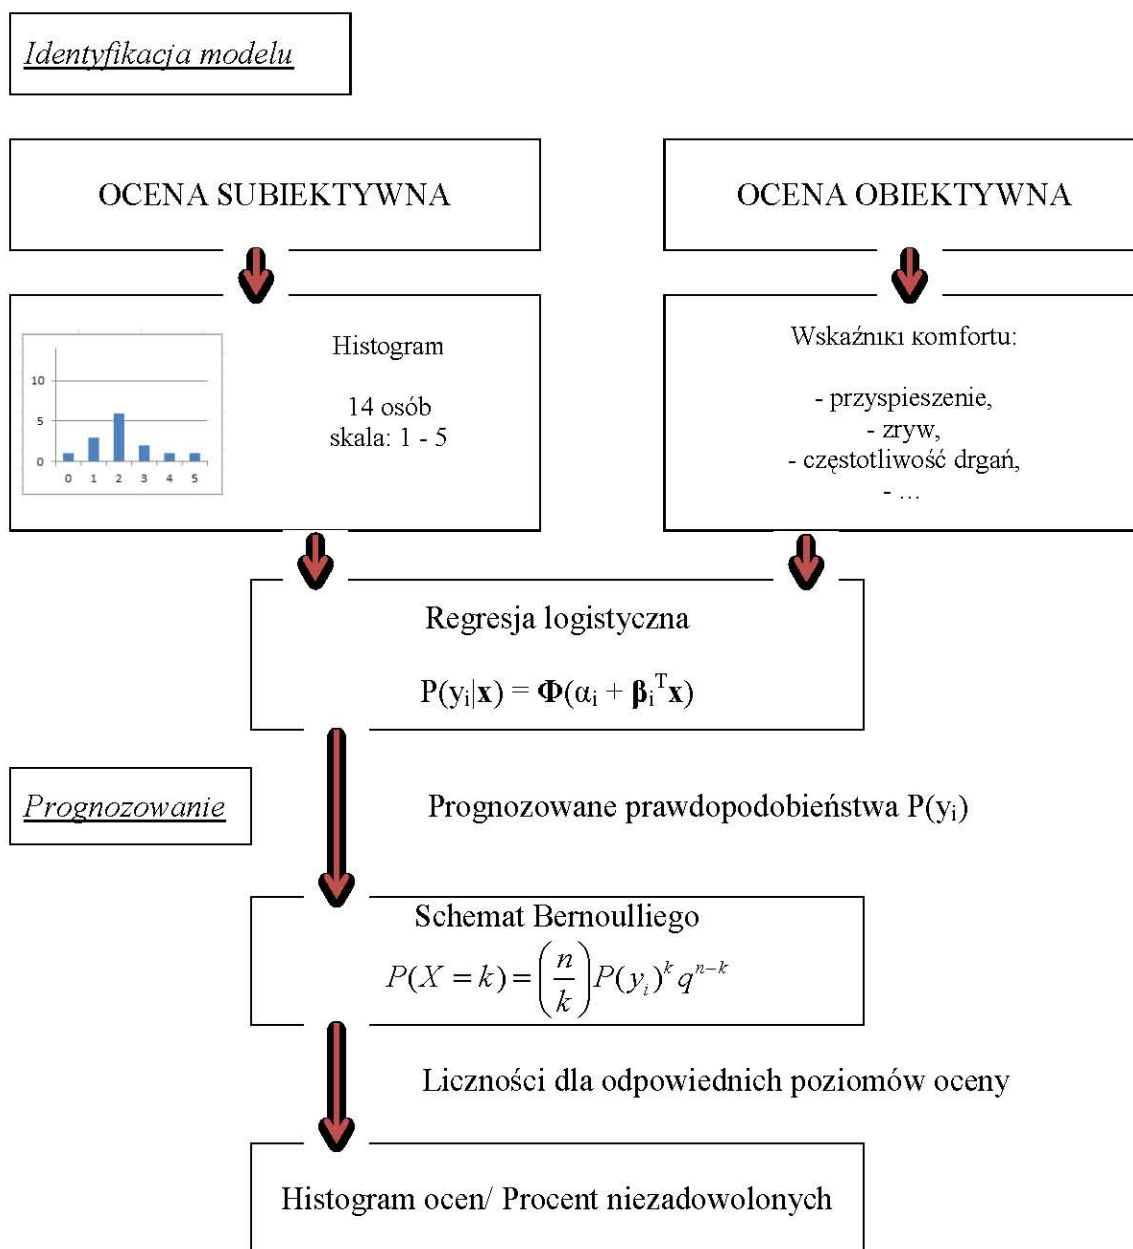 Identyfikacja modelu
OCENA SUBIEKTYWNA
OCENA OBIEKTYWNA
10
5
0
0 1 2 3 4 5
Histogram
14 osób
skala: 1 - 5
Wskaźniki komfortu:
- przyspieszenie,
- zryw,
- częstotliwość drgań,
- ...
Regresja logistyczna
P(yᵢ|x) = Φ(αᵢ + βᵢᵀx)
Prognozowanie
Prognozowane prawdopodobieństwa P(yᵢ)
Schemat Bernoulliego
P(X = k) = (n/k) P(yᵢ)ᵏ qⁿ⁻ᵏ
Liczności dla odpowiednich poziomów oceny
Histogram ocen/ Procent niezadowolonych